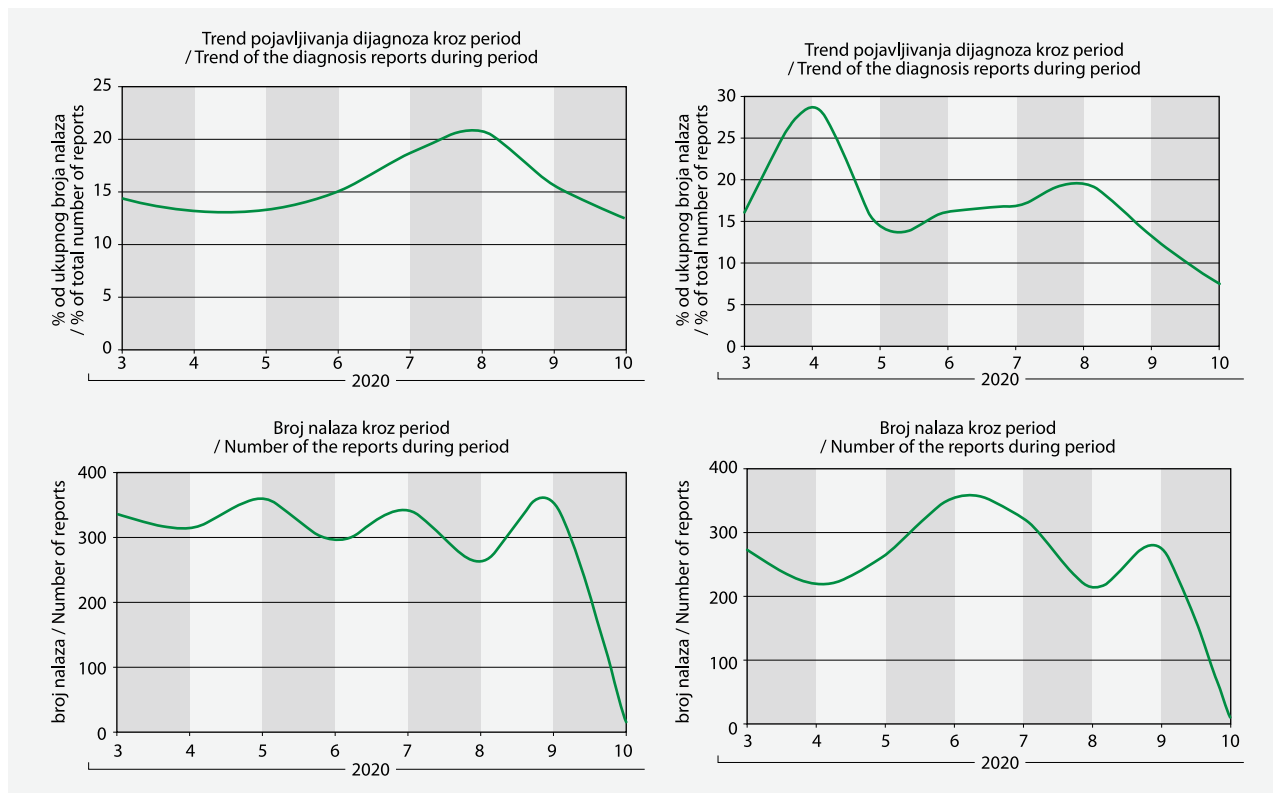 Trend pojavljivanja dijagnoza kroz period
/ Trend of the diagnosis reports during period
% od ukupnog broja nalaza
/ % of total number of reports
25
20
15
10
5
0
3 4 5 6 7 8 9 10
2020
Trend pojavljivanja dijagnoza kroz period
/ Trend of the diagnosis reports during period
% od ukupnog broja nalaza
/ % of total number of reports
30
25
20
15
10
5
0
3 4 5 6 7 8 9 10
2020
Broj nalaza kroz period
/ Number of the reports during period
broj nalaza / Number of reports
400
300
200
100
0
3 4 5 6 7 8 9 10
2020
Broj nalaza kroz period
/ Number of the reports during period
broj nalaza / Number of reports
400
300
200
100
0
3 4 5 6 7 8 9 10
2020